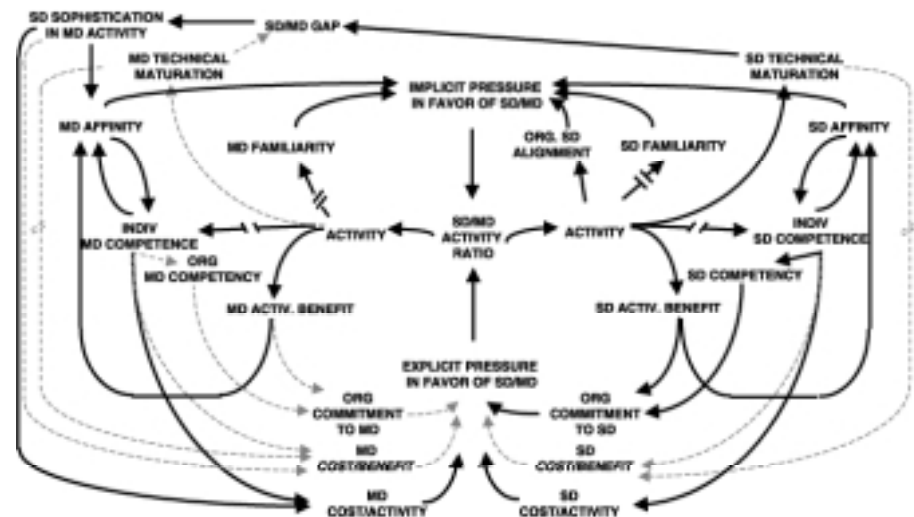 SD SOPHISTICATION
IN MD ACTIVITY
SD/MD GAP
MD TECHNICAL
MATURATION
SD TECHNICAL
MATURATION
IMPLICIT PRESSURE
IN FAVOR OF SD/MD
MD AFFINITY
SD AFFINITY
MD FAMILIARITY
ORG. SD
ALIGNMENT
SD FAMILIARITY
INDIV
MD COMPETENCE
ACTIVITY
SD/MD
ACTIVITY
RATIO
ACTIVITY
INDIV
SD COMPETENCE
ORG
MD COMPETENCY
SD COMPETENCY
MD ACTIV. BENEFIT
SD ACTIV. BENEFIT
EXPLICIT PRESSURE
IN FAVOR OF SD/MD
ORG
COMMITMENT
TO MD
ORG
COMMITMENT
TO SD
MD
COST/BENEFIT
SD
COST/BENEFIT
MD
COST/ACTIVITY
SD
COST/ACTIVITY